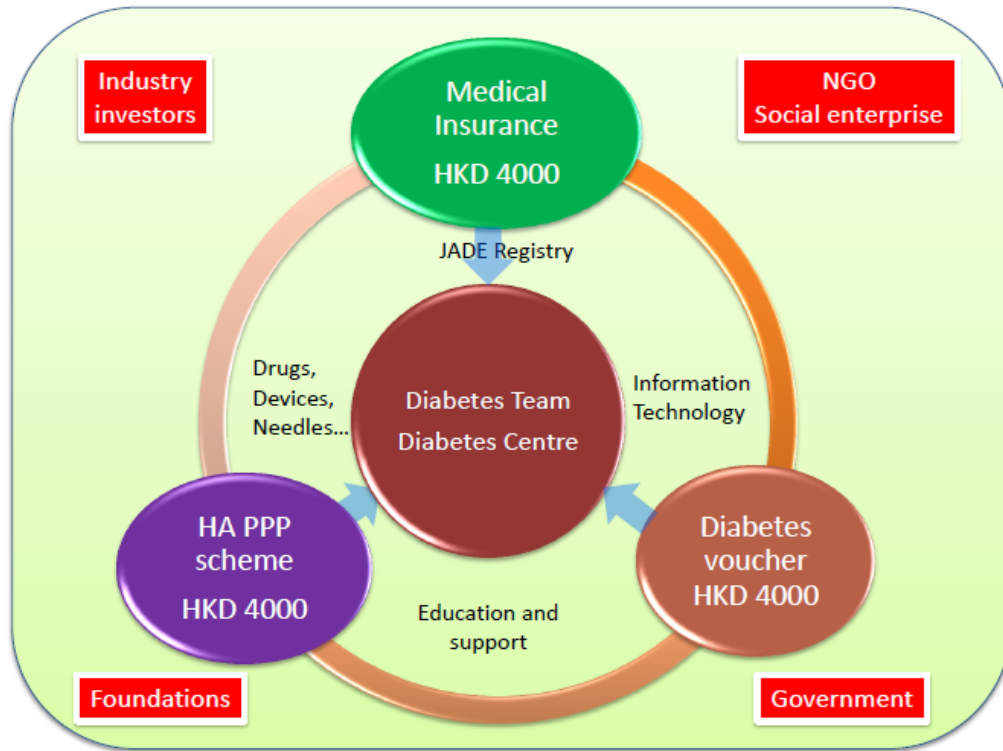 Industry
investors
Medical
Insurance
HKD 4000
NGO
Social enterprise
JADE Registry
Drugs,
Devices,
Needles...
Diabetes Team
Diabetes Centre
Information
Technology
HA PPP
scheme
HKD 4000
Diabetes
voucher
HKD 4000
Education and
support
Foundations
Government